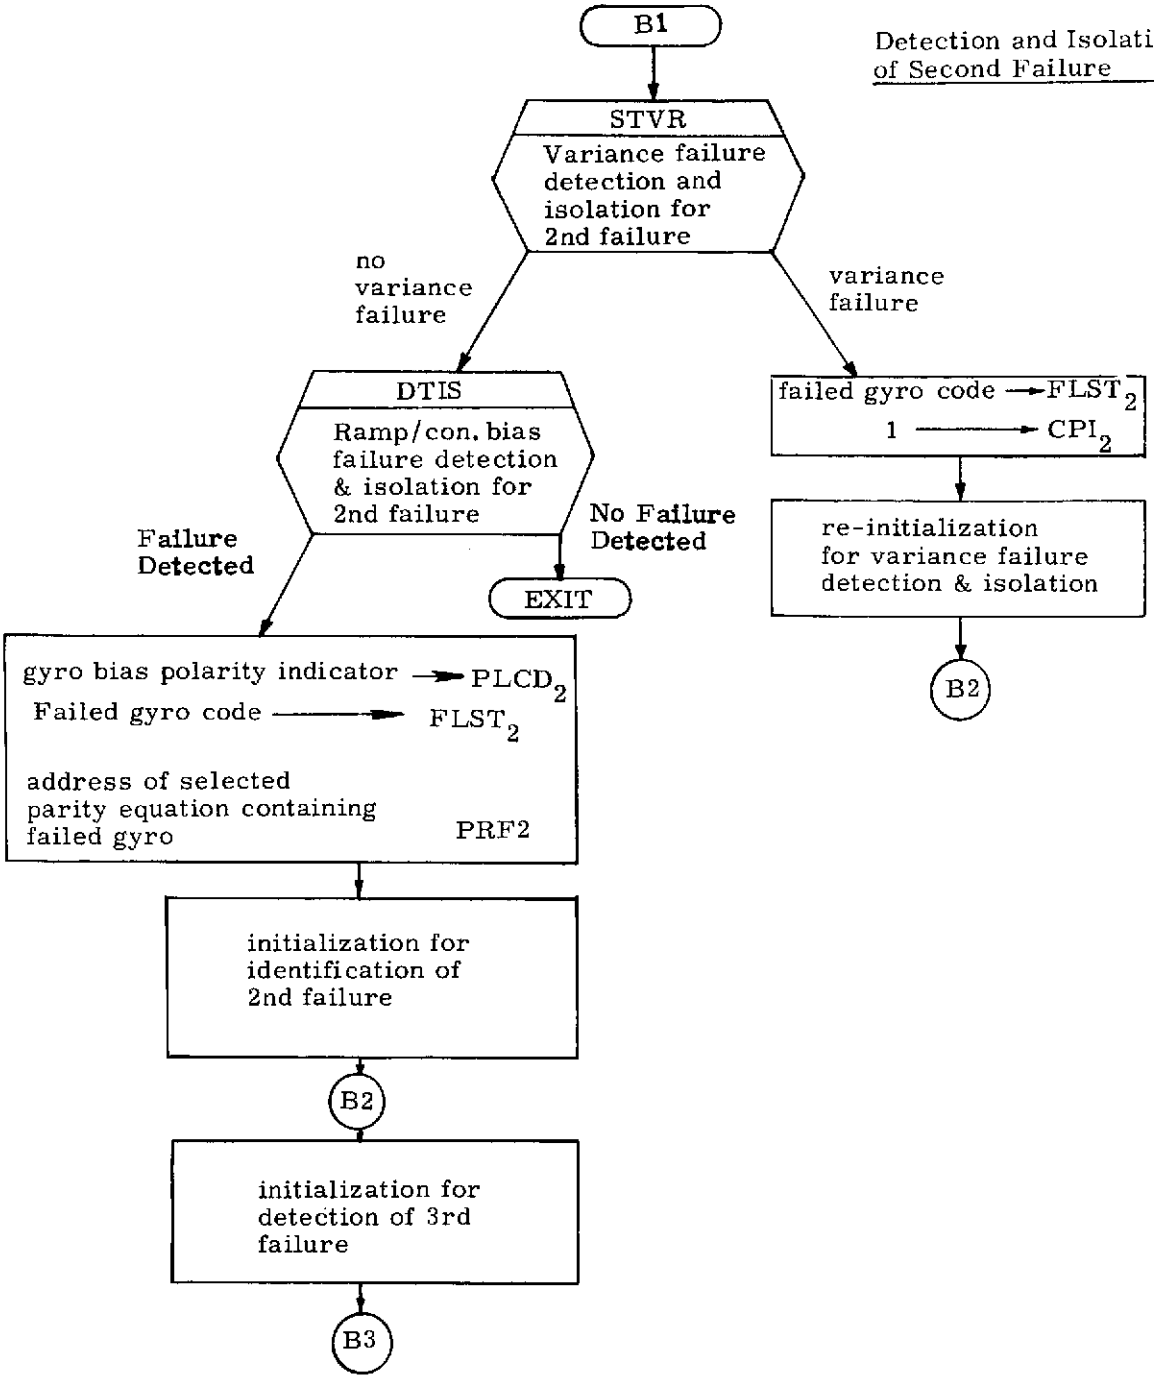 B1
Detection and Isolati
of Second Failure
STVR
Variance failure
detection and
isolation for
2nd failure
no
variance
failure
variance
failure
DTIS
Ramp/con. bias
failure detection
& isolation for
2nd failure
failed gyro code → FLST2
1 → CPI2
Failure
Detected
No Failure
Detected
EXIT
re-initialization
for variance failure
detection & isolation
B2
gyro bias polarity indicator → PLCD2
Failed gyro code → FLST2
address of selected
parity equation containing
failed gyro PRF2
initialization for
identification of
2nd failure
B2
initialization for
detection of 3rd
failure
B3